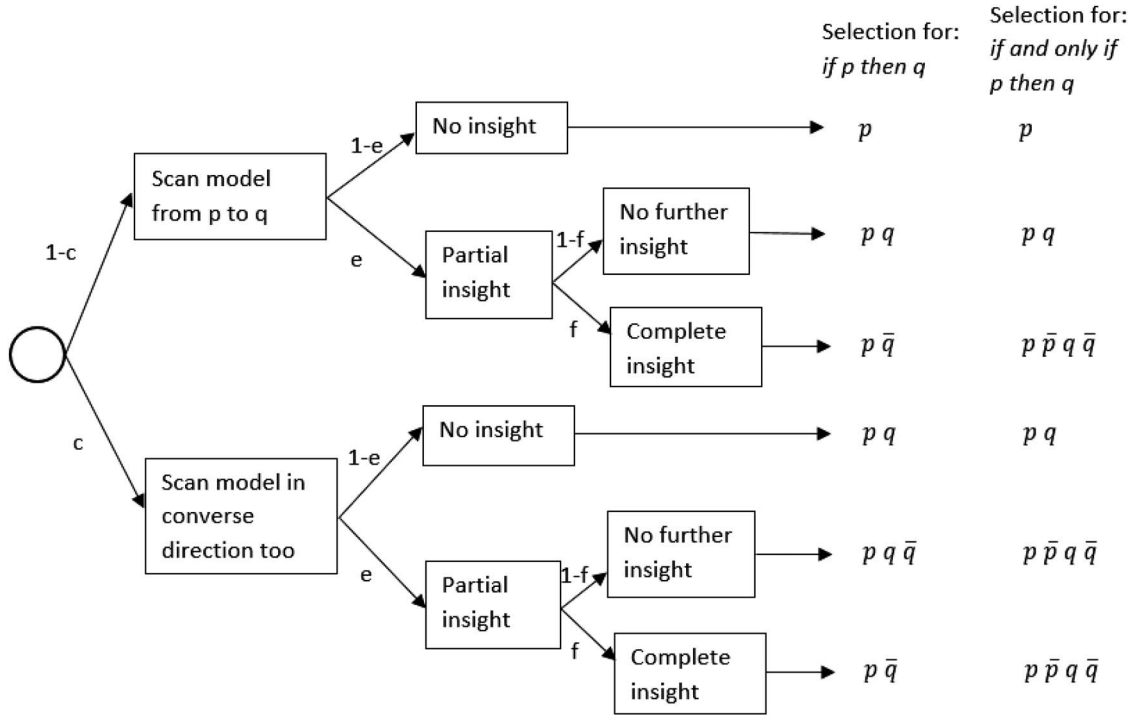 Selection for:
if p then q
Selection for:
if and only if
p then q
No insight
p
p
1-e
Scan model
from p to q
No further
insight
p q
p q
1-c
e
Partial
insight
1-f
f
Complete
insight
p q̄
p p̄ q q̄
c
No insight
p q
p q
1-e
Scan model in
converse
direction too
No further
insight
p q q̄
p p̄ q q̄
e
Partial
insight
1-f
f
Complete
insight
p q̄
p p̄ q q̄